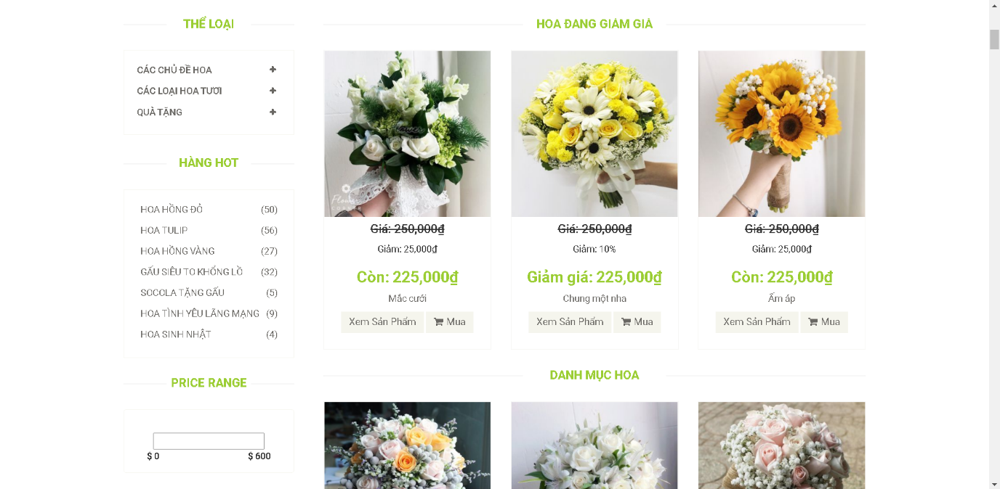 THỂ LOẠI
CÁC CHỦ ĐỀ HOA
CÁC LOẠI HOA TƯƠI
QUÀ TẶNG
HÀNG HOT
HOA HỒNG ĐỎ (50)
HOA TULIP (56)
HOA HỒNG VÀNG (27)
GẤU SIÊU TO KHỔNG LỒ (32)
SOCOLA TẶNG GẤU (5)
HOA TÌNH YÊU LÃNG MẠNG (9)
HOA SINH NHẬT (4)
PRICE RANGE
$ 0 $ 600
HOA ĐANG GIẢM GIÁ
Flower
CORNER
Giá: 250,000₫
Giảm: 25,000₫
Còn: 225,000₫
Mắc cưới
Xem Sản Phẩm Mua
Giá: 250,000₫
Giảm: 10%
Giảm giá: 225,000₫
Chung một nha
Xem Sản Phẩm Mua
Giá: 250,000₫
Giảm: 25,000₫
Còn: 225,000₫
Ấm áp
Xem Sản Phẩm Mua
DANH MỤC HOA